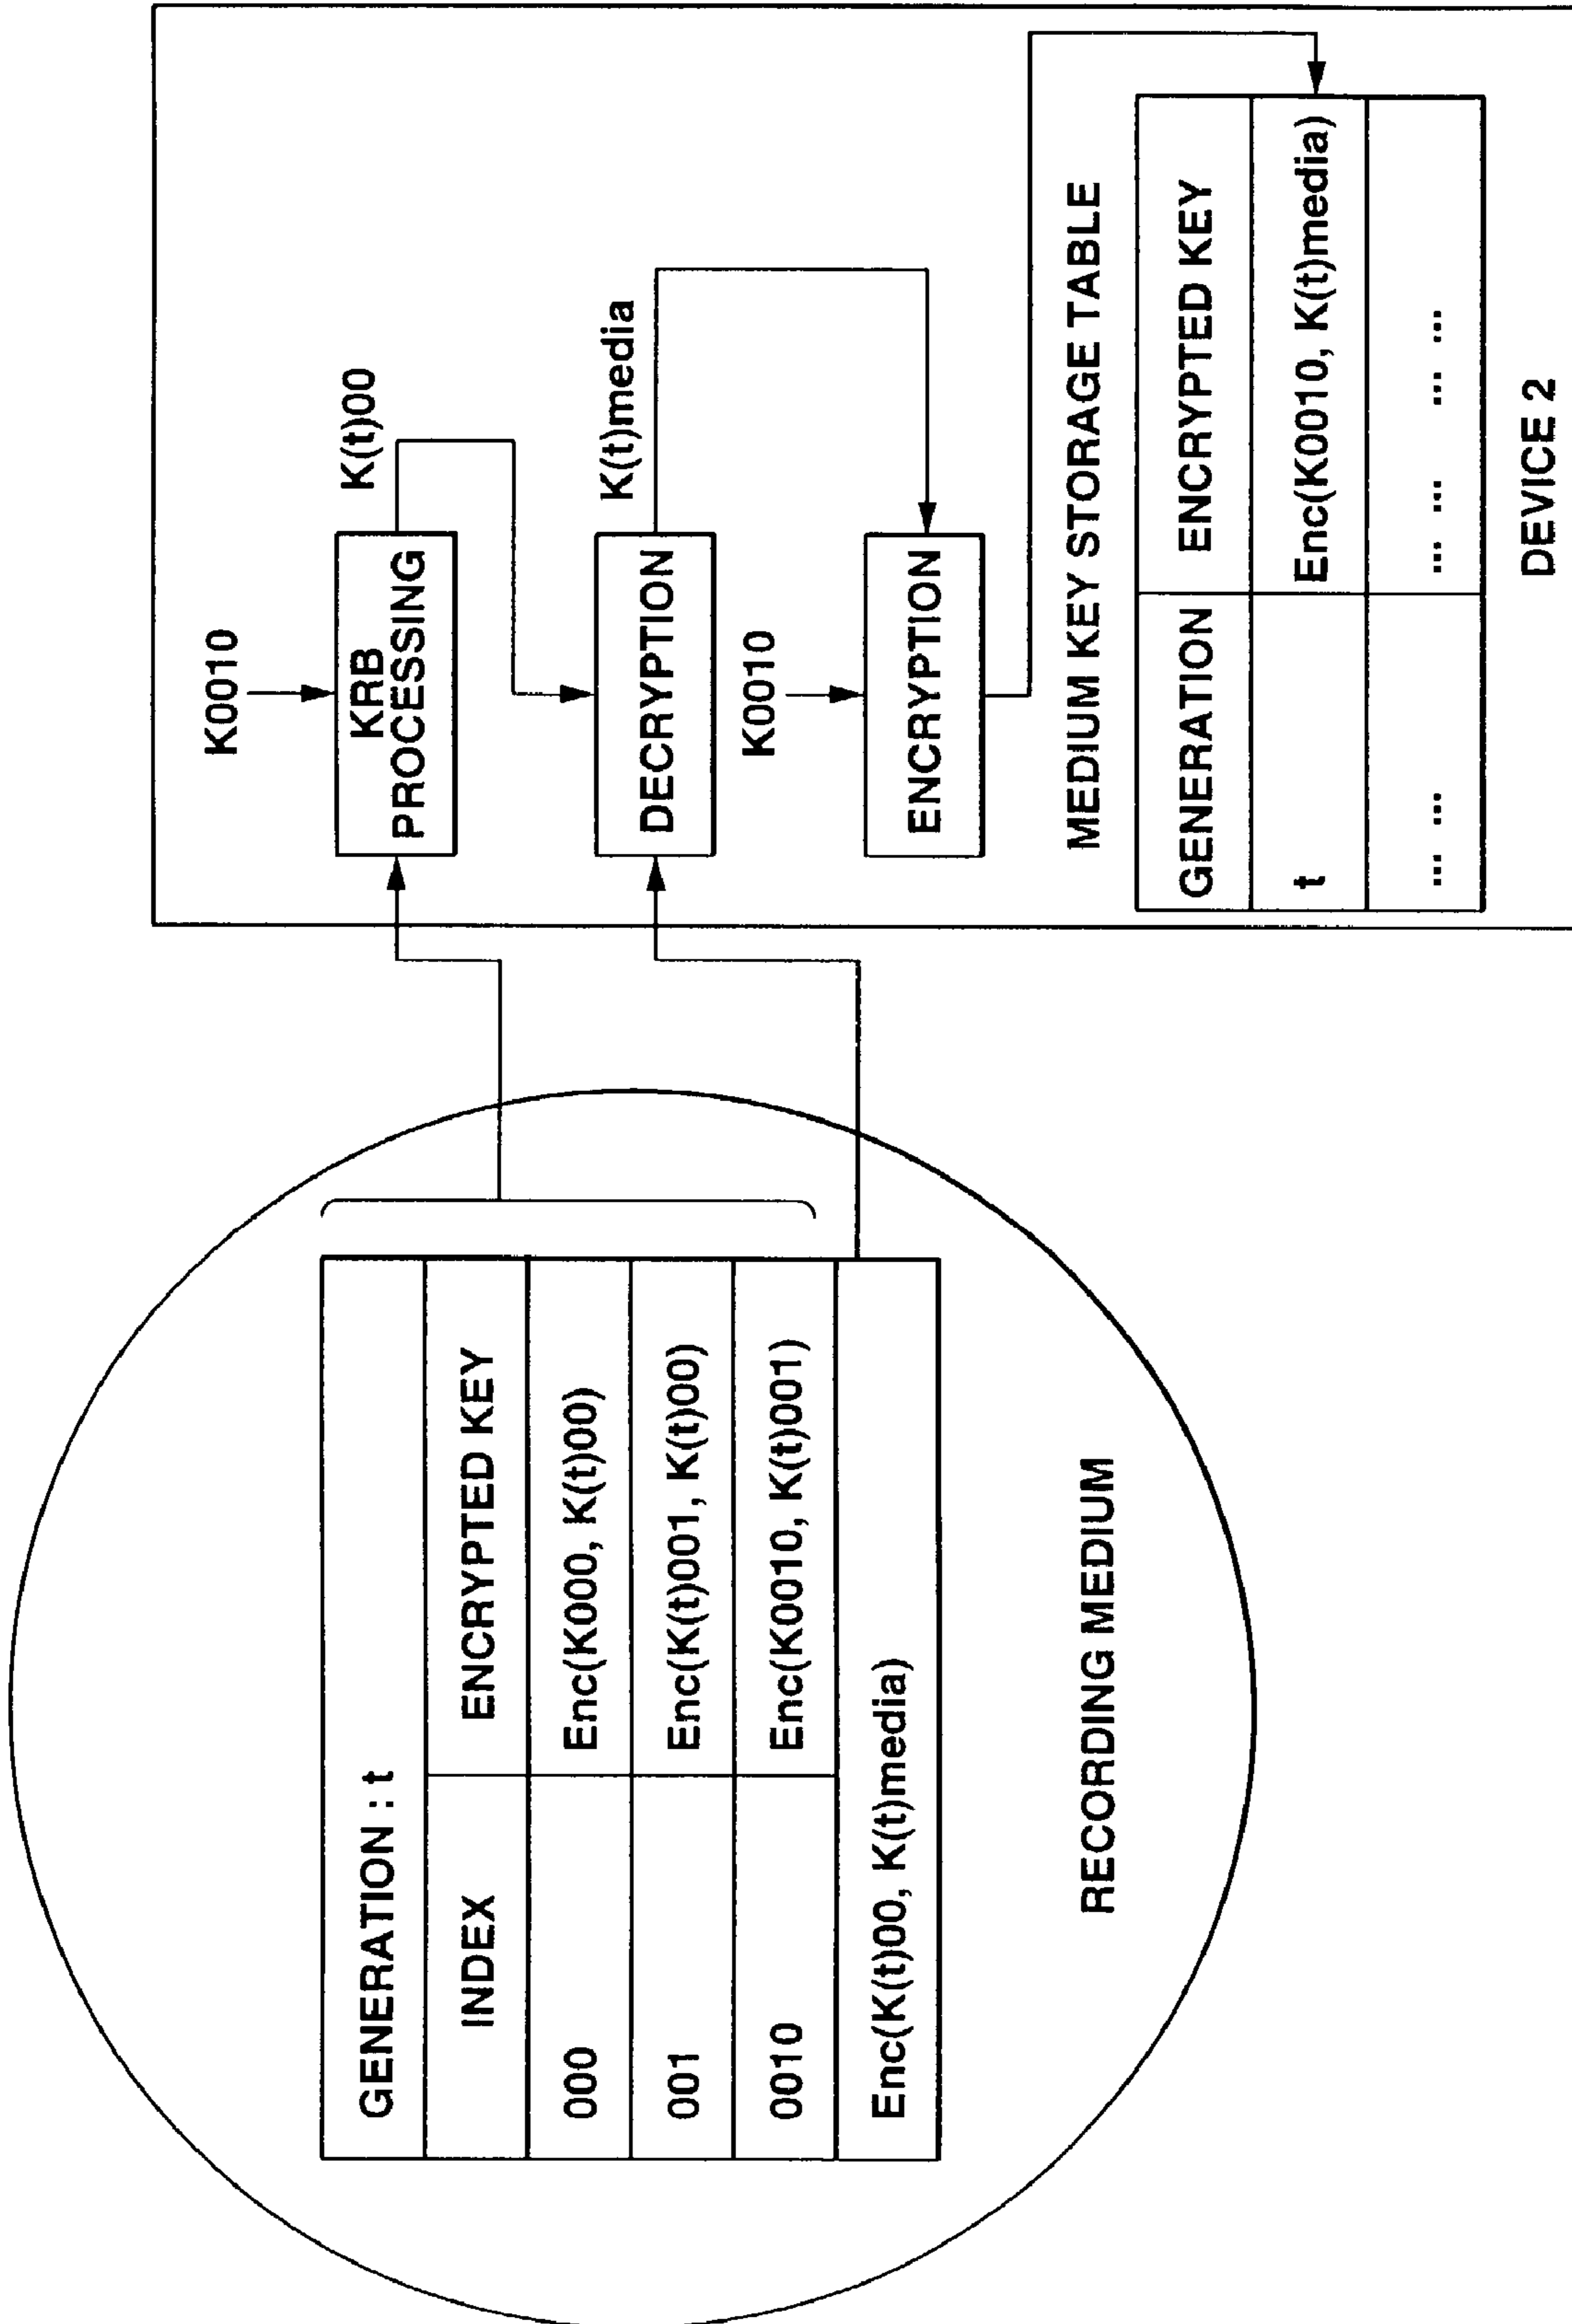 GENERATION : t
INDEX ENCRYPTED KEY
000 Enc(K000, K(t)00)
001 Enc(K(t)001, K(t)00)
0010 Enc(K0010, K(t)001)
Enc(K(t)00, K(t)media)
RECORDING MEDIUM
K0010
K(t)00
KRB
PROCESSING
K(t)media
DECRYPTION
K0010
ENCRYPTION
MEDIUM KEY STORAGE TABLE
GENERATION ENCRYPTED KEY
t Enc(K0010, K(t)media)
... ... ... ... ... ...
DEVICE 2